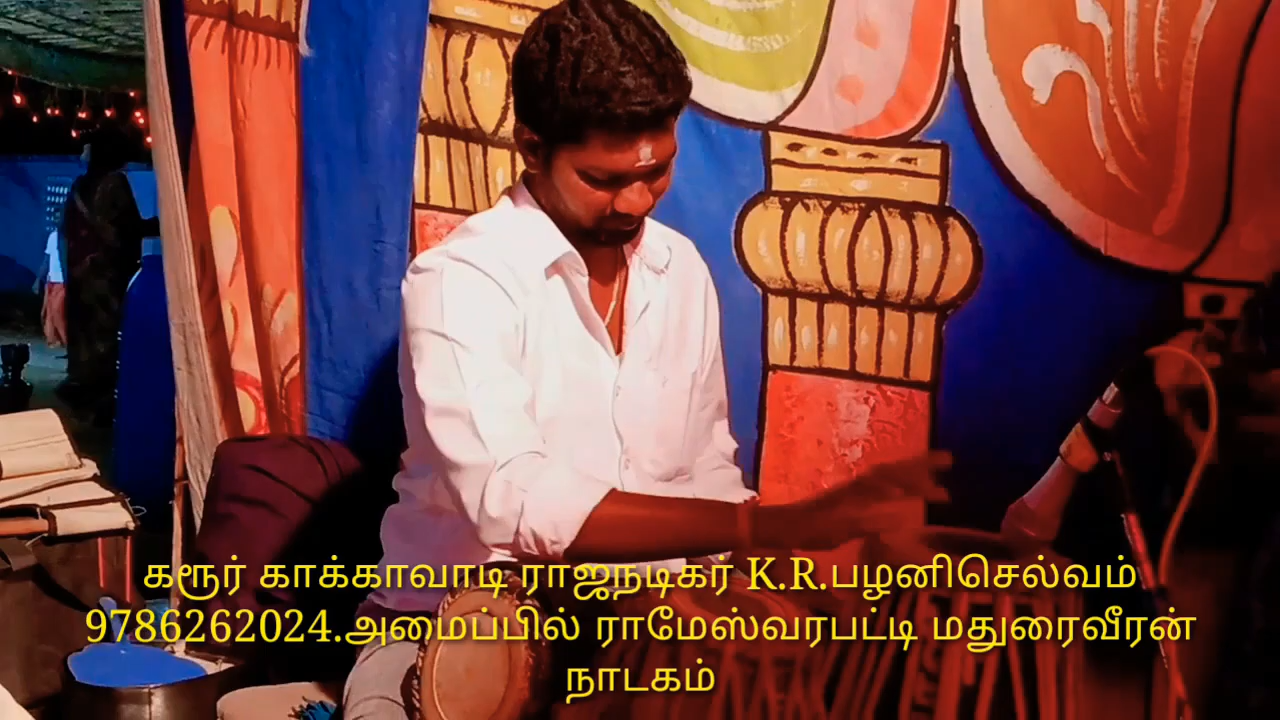 கரூர் காக்காவாடி ராஜநடிகர் K.R.பழனிசெல்வம்
9786262024.அமைப்பில் ராமேஸ்வரபட்டி மதுரைவீரன்
நாடகம்